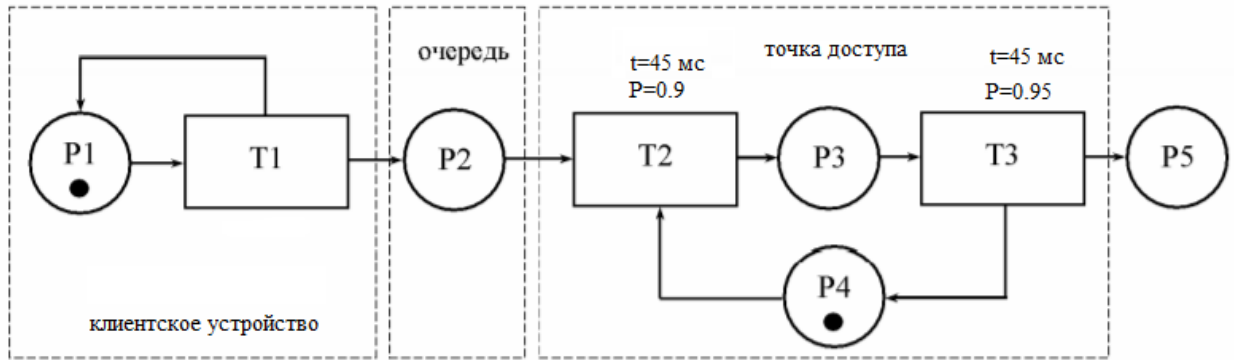 очередь
точка доступа
t=45 мс
P=0.9
t=45 мс
P=0.95
P1
T1
P2
T2
P3
T3
P5
P4
клиентское устройство